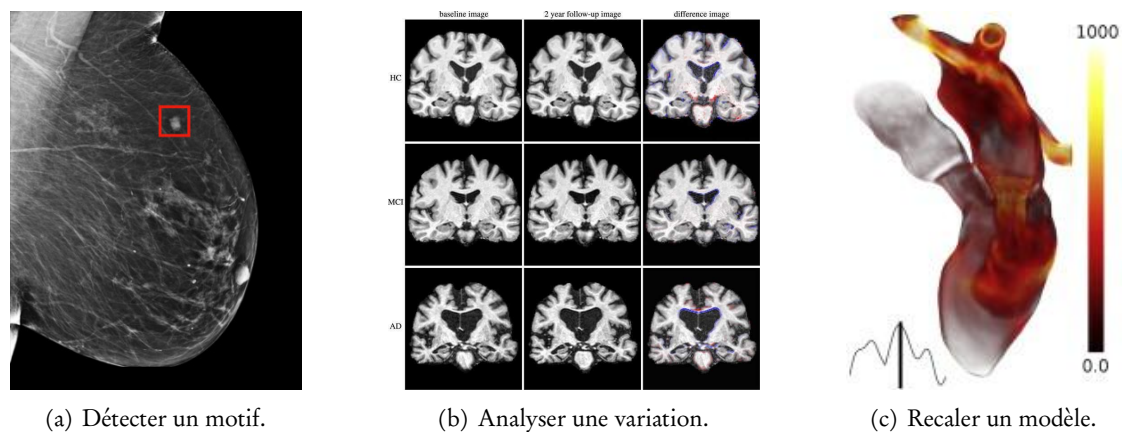 baseline image 2 year follow-up image difference image
HC
MCI
AD
1000
0.0
(a) Détecter un motif. (b) Analyser une variation. (c) Recaler un modèle.